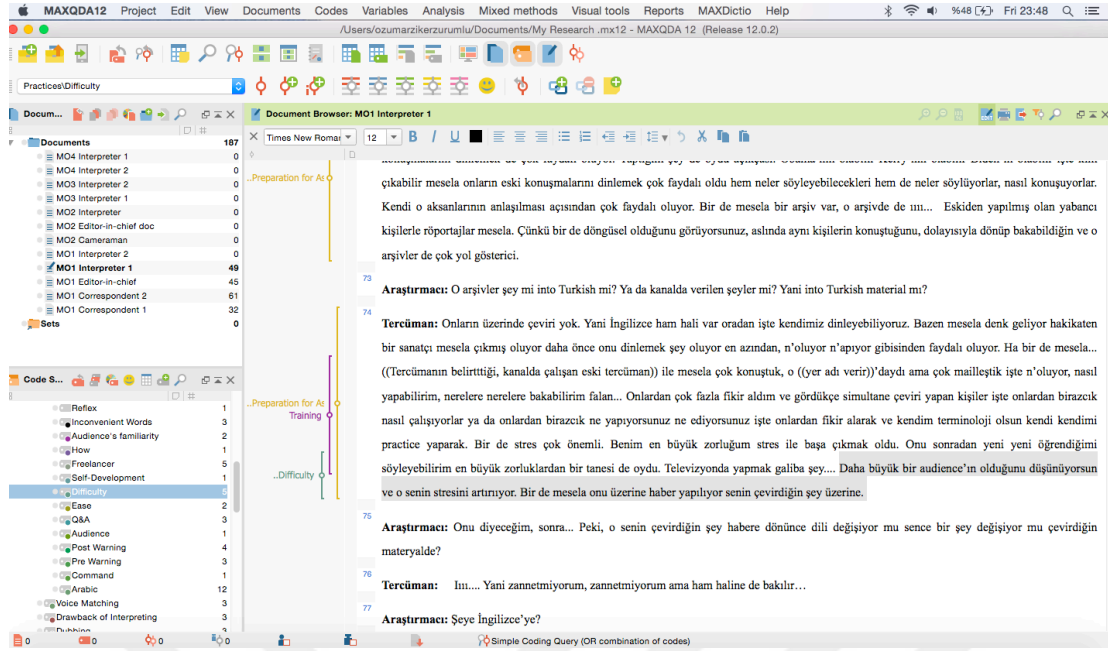 MAXQDA12 Project Edit View Documents Codes Variables Analysis Mixed methods Visual tools Reports MAXDictio Help %48 Fri 23:48
/Users/ozumarzikerzurumlu/Documents/My Research .mx12 - MAXQDA 12 (Release 12.0.2)
Practices\Difficulty
Docum...
Document Browser: MO1 Interpreter 1
Times New Roman 12 B I U
Documents 187
MO4 Interpreter 1 0
MO4 Interpreter 2 0
MO3 Interpreter 2 0
MO3 Interpreter 1 0
MO2 Interpreter 0
MO2 Editor-in-chief doc 0
MO2 Cameraman 0
MO1 Interpreter 2 0
MO1 Interpreter 1 49
MO1 Editor-in-chief 45
MO1 Correspondent 2 61
MO1 Correspondent 1 32
Sets 0
Code S...
Reflex 1
Inconvenient Words 3
Audience's familiarity 2
How 1
Freelancer 5
Self-Development 1
Difficulty 5
Ease 2
Q&A 3
Audience 1
Post Warning 4
Pre Warning 3
Command 1
Arabic 12
Voice Matching 3
Drawback of Interpreting 3
Dubbing
..Preparation for As
çıkabilir mesela onların eski konuşmalarını dinlemek çok faydalı oldu hem neler söyleyebilecekleri hem de neler söylüyorlar, nasıl konuşuyorlar.
Kendi o aksanlarının anlaşılması açısından çok faydalı oluyor. Bir de mesela bir arşiv var, o arşivde de ıııı... Eskiden yapılmış olan yabancı
kişilerle röportajlar mesela. Çünkü bir de döngüsel olduğunu görüyorsunuz, aslında aynı kişilerin konuştuğunu, dolayısıyla dönüp bakabildiğin ve o
arşivler de çok yol gösterici.
73
Araştırmacı: O arşivler şey mi into Turkish mi? Ya da kanalda verilen şeyler mi? Yani into Turkish material mı?
74
Tercüman: Onların üzerinde çeviri yok. Yani İngilizce ham hali var oradan işte kendimiz dinleyebiliyoruz. Bazen mesela denk geliyor hakikaten
bir sanatçı mesela çıkmış oluyor daha önce onu dinlemek şey oluyor en azından, n'oluyor n'apıyor gibisinden faydalı oluyor. Ha bir de mesela...
((Tercümanın belirtttiği, kanalda çalışan eski tercüman)) ile mesela çok konuştuk, o ((yer adı verir))'daydı ama çok mailleştik işte n'oluyor, nasıl
yapabilirim, nerelere nerelere bakabilirim falan... Onlardan çok fazla fikir aldım ve gördükçe simultane çeviri yapan kişiler işte onlardan birazcık
nasıl çalışıyorlar ya da onlardan birazcık ne yapıyorsunuz ne ediyorsunuz işte onlardan fikir alarak ve kendim terminoloji olsun kendi kendimi
practice yaparak. Bir de stres çok önemli. Benim en büyük zorluğum stres ile başa çıkmak oldu. Onu sonradan yeni yeni öğrendiğimi
söyleyebilirim en büyük zorluklardan bir tanesi de oydu. Televizyonda yapmak galiba şey.... Daha büyük bir audience'ın olduğunu düşünüyorsun
ve o senin stresini artırıyor. Bir de mesela onu üzerine haber yapılıyor senin çevirdiğin şey üzerine.
..Preparation for As
Training
..Difficulty
75
Araştırmacı: Onu diyeceğim, sonra... Peki, o senin çevirdiğin şey habere dönünce dili değişiyor mu sence bir şey değişiyor mu çevirdiğin
materyalde?
76
Tercüman: Iıı.... Yani zannetmiyorum, zannetmiyorum ama ham haline de bakılır…
77
Araştırmacı: Şeye İngilizce'ye?
0 0 0 0 Simple Coding Query (OR combination of codes)